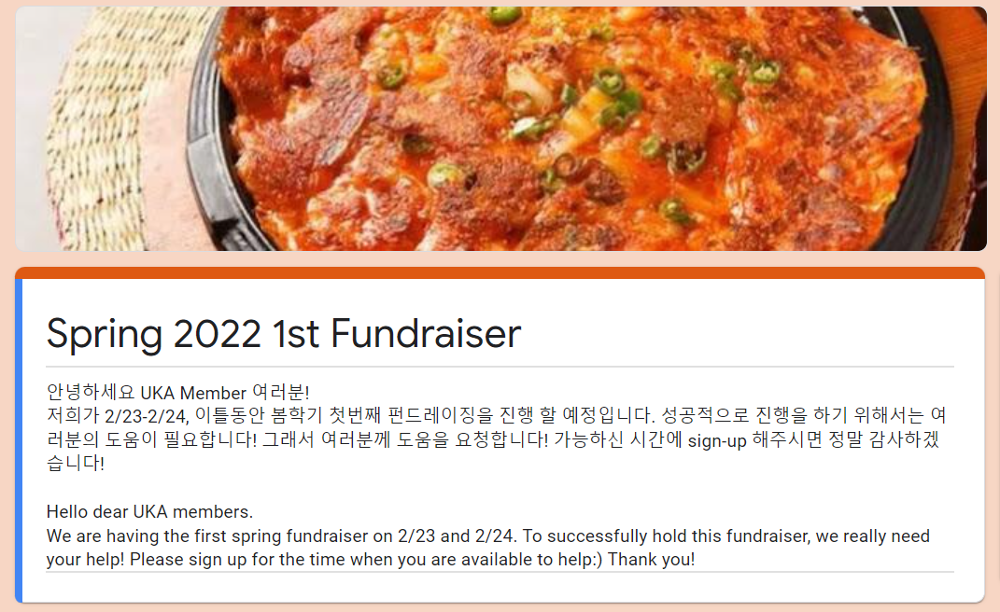 Spring 2022 1st Fundraiser
안녕하세요 UKA Member 여러분!
저희가 2/23-2/24, 이틀동안 봄학기 첫번째 펀드레이징을 진행 할 예정입니다. 성공적으로 진행을 하기 위해서는 여
러분의 도움이 필요합니다! 그래서 여러분께 도움을 요청합니다! 가능하신 시간에 sign-up 해주시면 정말 감사하겠
습니다!
Hello dear UKA members.
We are having the first spring fundraiser on 2/23 and 2/24. To successfully hold this fundraiser, we really need
your help! Please sign up for the time when you are available to help:) Thank you!